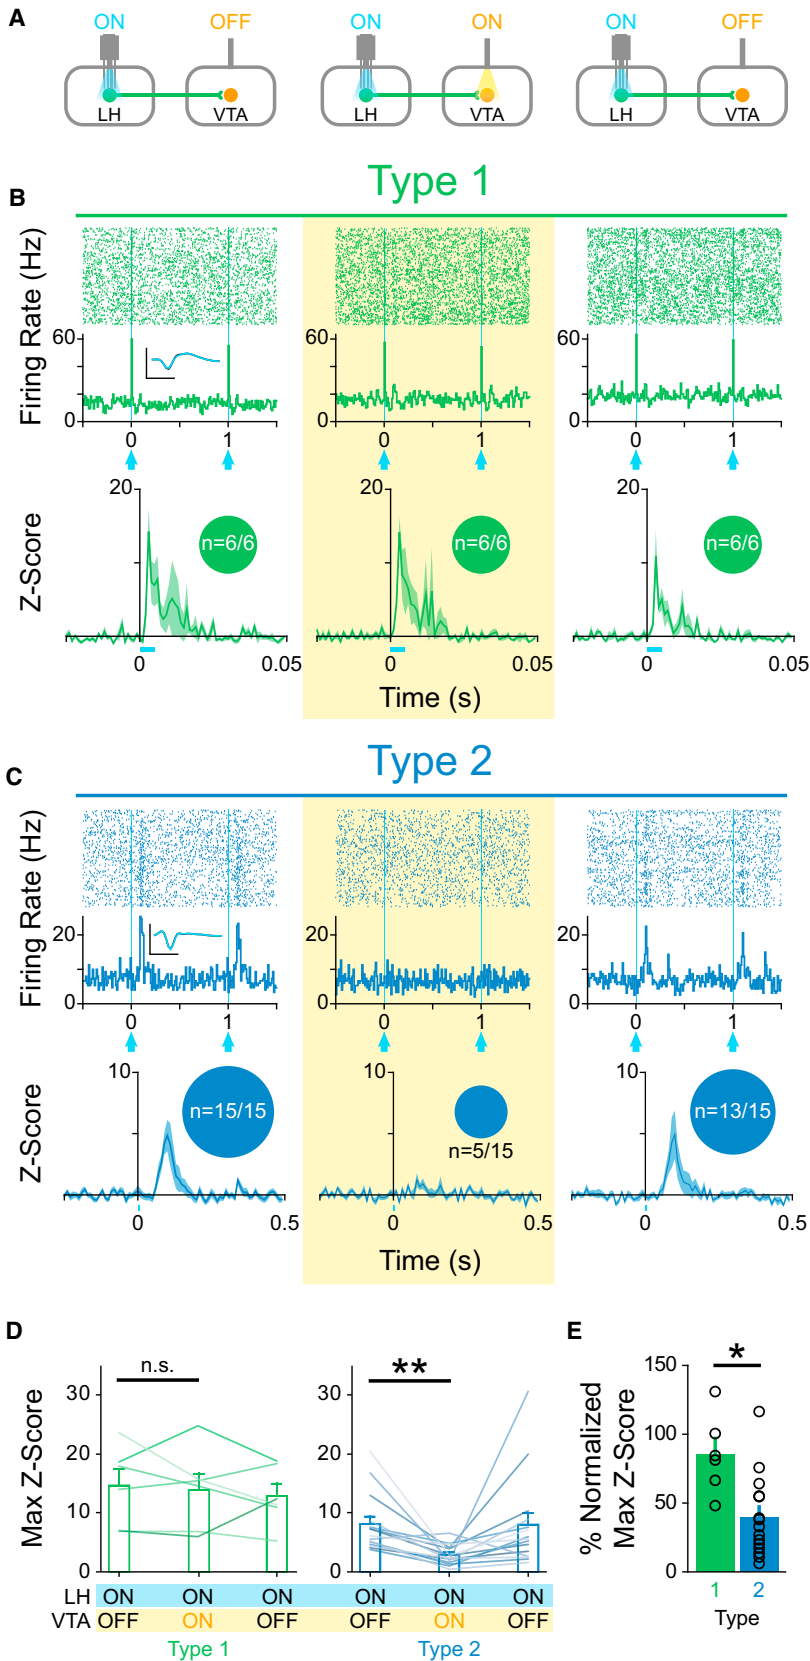 A
ON OFF ON ON ON OFF
LH VTA LH VTA LH VTA
B
Type 1
Firing Rate (Hz)
60 60 60
0 0 0
0 1 0 1 0 1
Z-Score
20 20 20
n=6/6 n=6/6 n=6/6
0 0.05 0 0.05 0 0.05
Time (s)
C
Type 2
Firing Rate (Hz)
20 20 20
0 0 0
0 1 0 1 0 1
Z-Score
10 10 10
n=15/15 n=5/15 n=13/15
0 0.5 0 0.5 0 0.5
Time (s)
D
Max Z-Score
30
20
10
0
n.s.
30
20
10
0
**
LH ON ON ON ON ON ON
VTA OFF ON OFF OFF ON OFF
Type 1 Type 2
E
% Normalized
Max Z-Score
150
100
50
0
*
1 2
Type